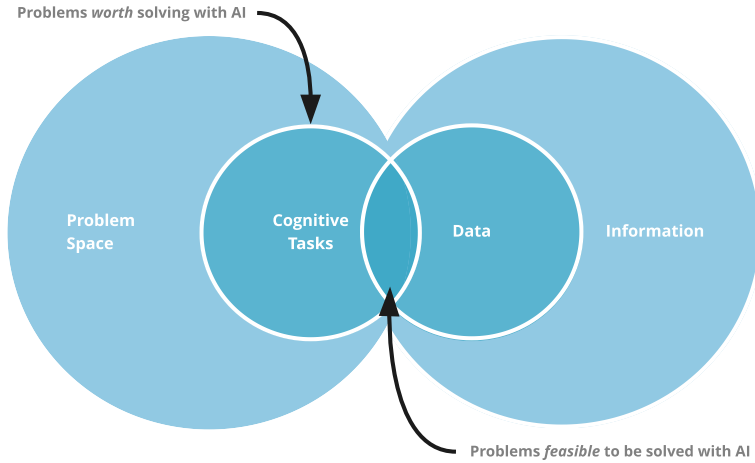 Problems worth solving with AI
Problem
Space
Cognitive
Tasks
Data
Information
Problems feasible to be solved with AI